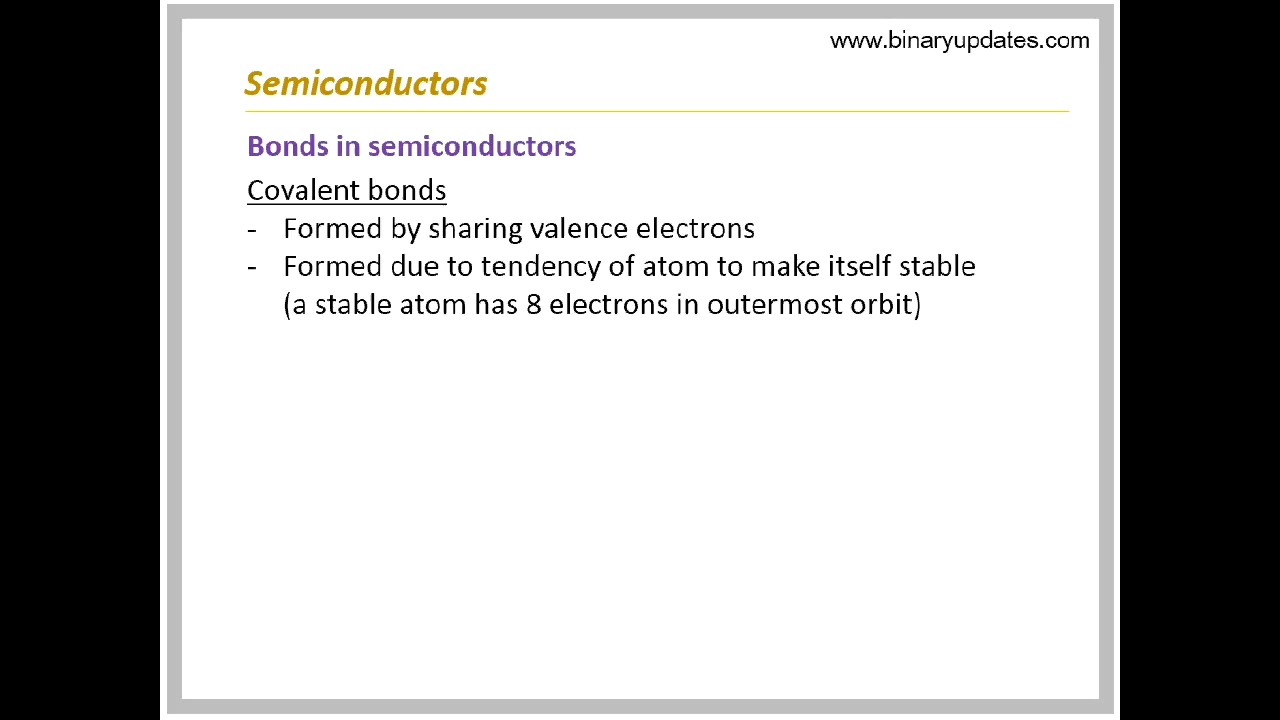 www.binaryupdates.com
Semiconductors
Bonds in semiconductors
Covalent bonds
- Formed by sharing valence electrons
- Formed due to tendency of atom to make itself stable
(a stable atom has 8 electrons in outermost orbit)